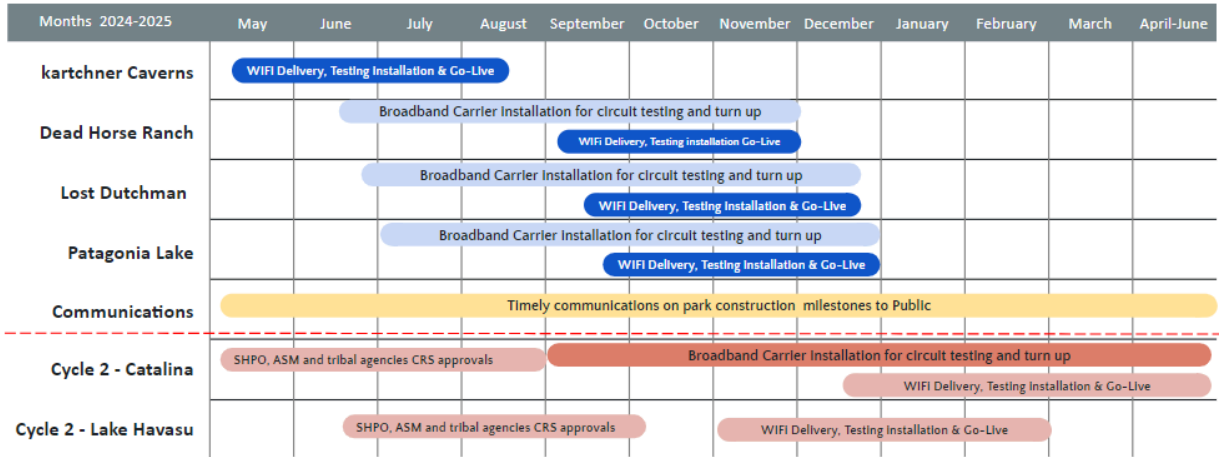 Months 2024-2025 May June July August September October November December January February March April-June
kartchner Caverns
WIFI Delivery, Testing Installation & Go-Live
Broadband Carrier Installation for circuit testing and turn up
Dead Horse Ranch
WiFi Delivery, Testing installation Go-Live
Broadband Carrier Installation for circuit testing and turn up
Lost Dutchman
WIFI Delivery, Testing Installation & Go-Live
Broadband Carrier Installation for circuit testing and turn up
Patagonia Lake
WIFI Delivery, Testing Installation & Go-Live
Communications
Timely communications on park construction milestones to Public
Cycle 2 - Catalina
SHPO, ASM and tribal agencies CRS approvals
Broadband Carrier Installation for circuit testing and turn up
WIFI Delivery, Testing Installation & Go-Live
Cycle 2 - Lake Havasu
SHPO, ASM and tribal agencies CRS approvals
WIFI Delivery, Testing Installation & Go-Live